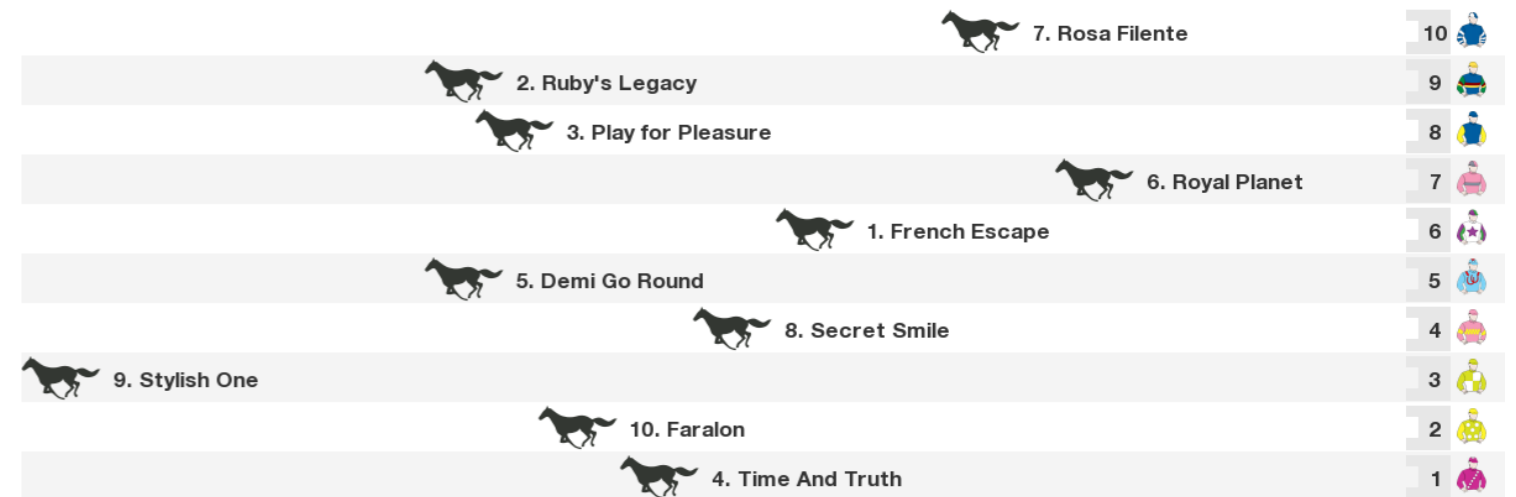 7. Rosa Filente 10
2. Ruby's Legacy 9
3. Play for Pleasure 8
6. Royal Planet 7
1. French Escape 6
5. Demi Go Round 5
8. Secret Smile 4
9. Stylish One 3
10. Faralon 2
4. Time And Truth 1